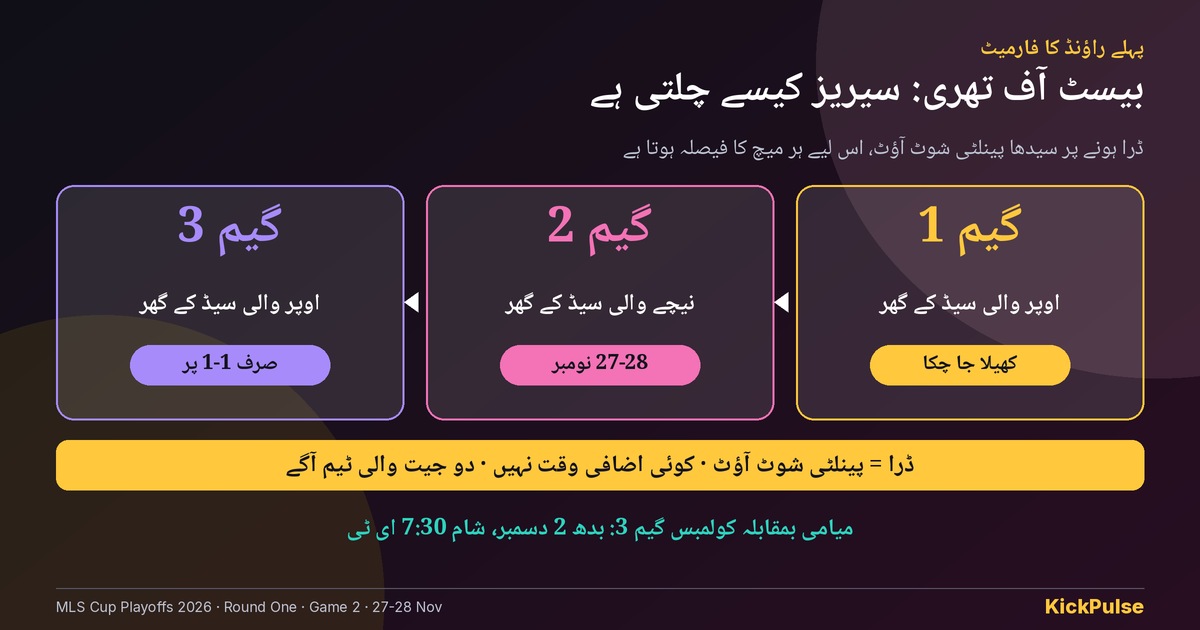 پہلے راؤنڈ کا فارمیٹ
بیسٹ آف تھری: سیریز کیسے چلتی ہے
ڈرا ہونے پر سیدھا پینلٹی شوٹ آؤٹ، اس لیے ہر میچ کا فیصلہ ہوتا ہے
گیم 1
اوپر والی سیڈ کے گھر
کھیلا جا چکا
گیم 2
نیچے والی سیڈ کے گھر
27-28 نومبر
گیم 3
اوپر والی سیڈ کے گھر
صرف 1-1 پر
ڈرا = پینلٹی شوٹ آؤٹ · کوئی اضافی وقت نہیں · دو جیت والی ٹیم آگے
میامی بمقابلہ کولمبس گیم 3: بدھ 2 دسمبر، شام 7:30 ای ٹی
MLS Cup Playoffs 2026 · Round One · Game 2 · 27-28 Nov
KickPulse